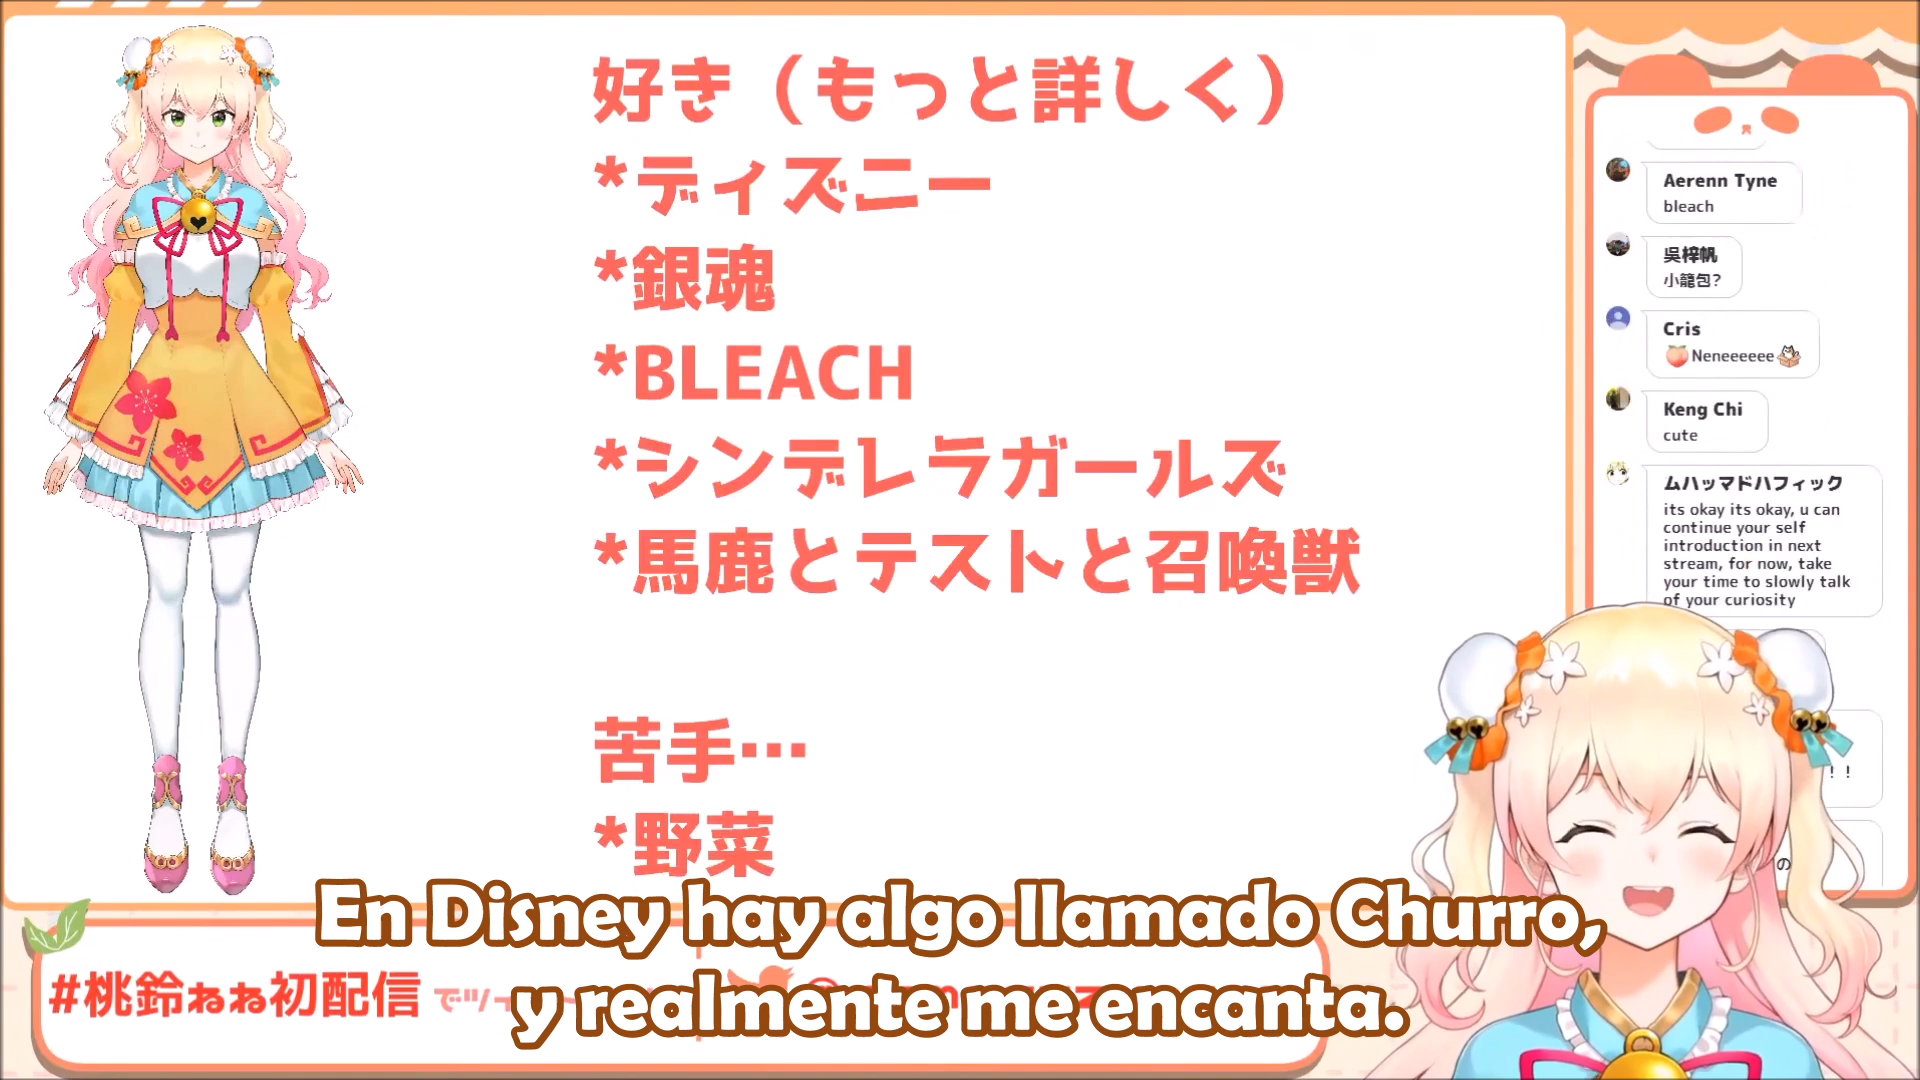 好き（もっと詳しく）
*ディズニー
*銀魂
*BLEACH
*シンデレラガールズ
*馬鹿とテストと召喚獣
苦手…
*野菜
Aerenn Tyne
bleach
吳梓帆
小籠包?
Cris
🍑Neneeeeee
Keng Chi
cute
ムハッマドハフィック
its okay its okay, u can
continue your self
introduction in next
stream, for now, take
your time to slowly talk
of your curiosity
！！
の
En Disney hay algo llamado Churro,
y realmente me encanta.
#桃鈴ねね初配信 でツイ